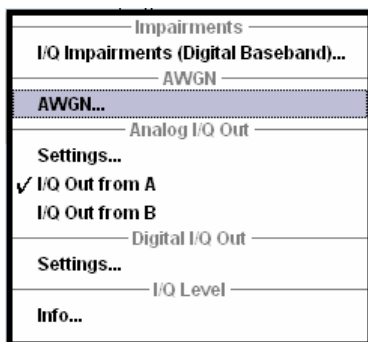 Impairments
I/Q Impairments (Digital Baseband)...
AWGN
AWGN...
Analog I/Q Out
Settings...
✓ I/Q Out from A
I/Q Out from B
Digital I/Q Out
Settings...
I/Q Level
Info...